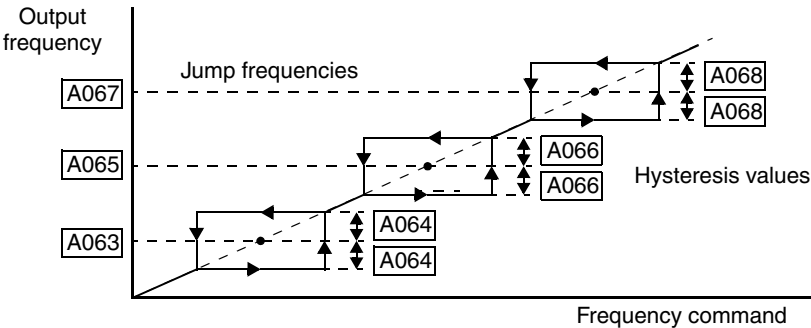 Output
frequency
Jump frequencies
A067
A068
A068
A065
A066
A066
Hysteresis values
A063
A064
A064
Frequency command